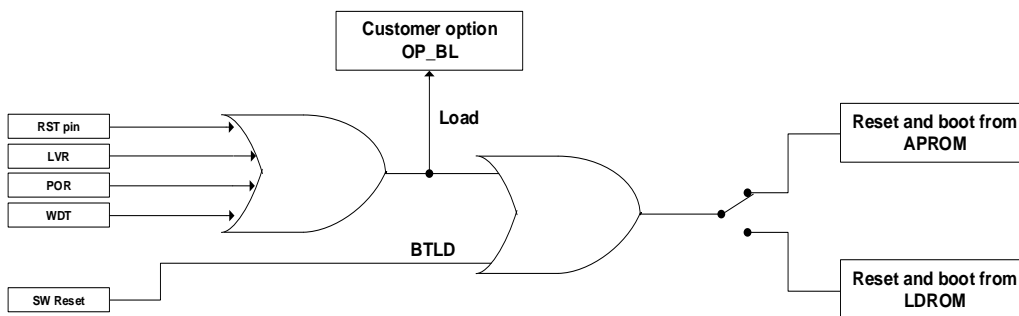 Customer option
OP_BL
Load
RST pin
LVR
POR
WDT
BTLD
SW Reset
Reset and boot from
APROM
Reset and boot from
LDROM